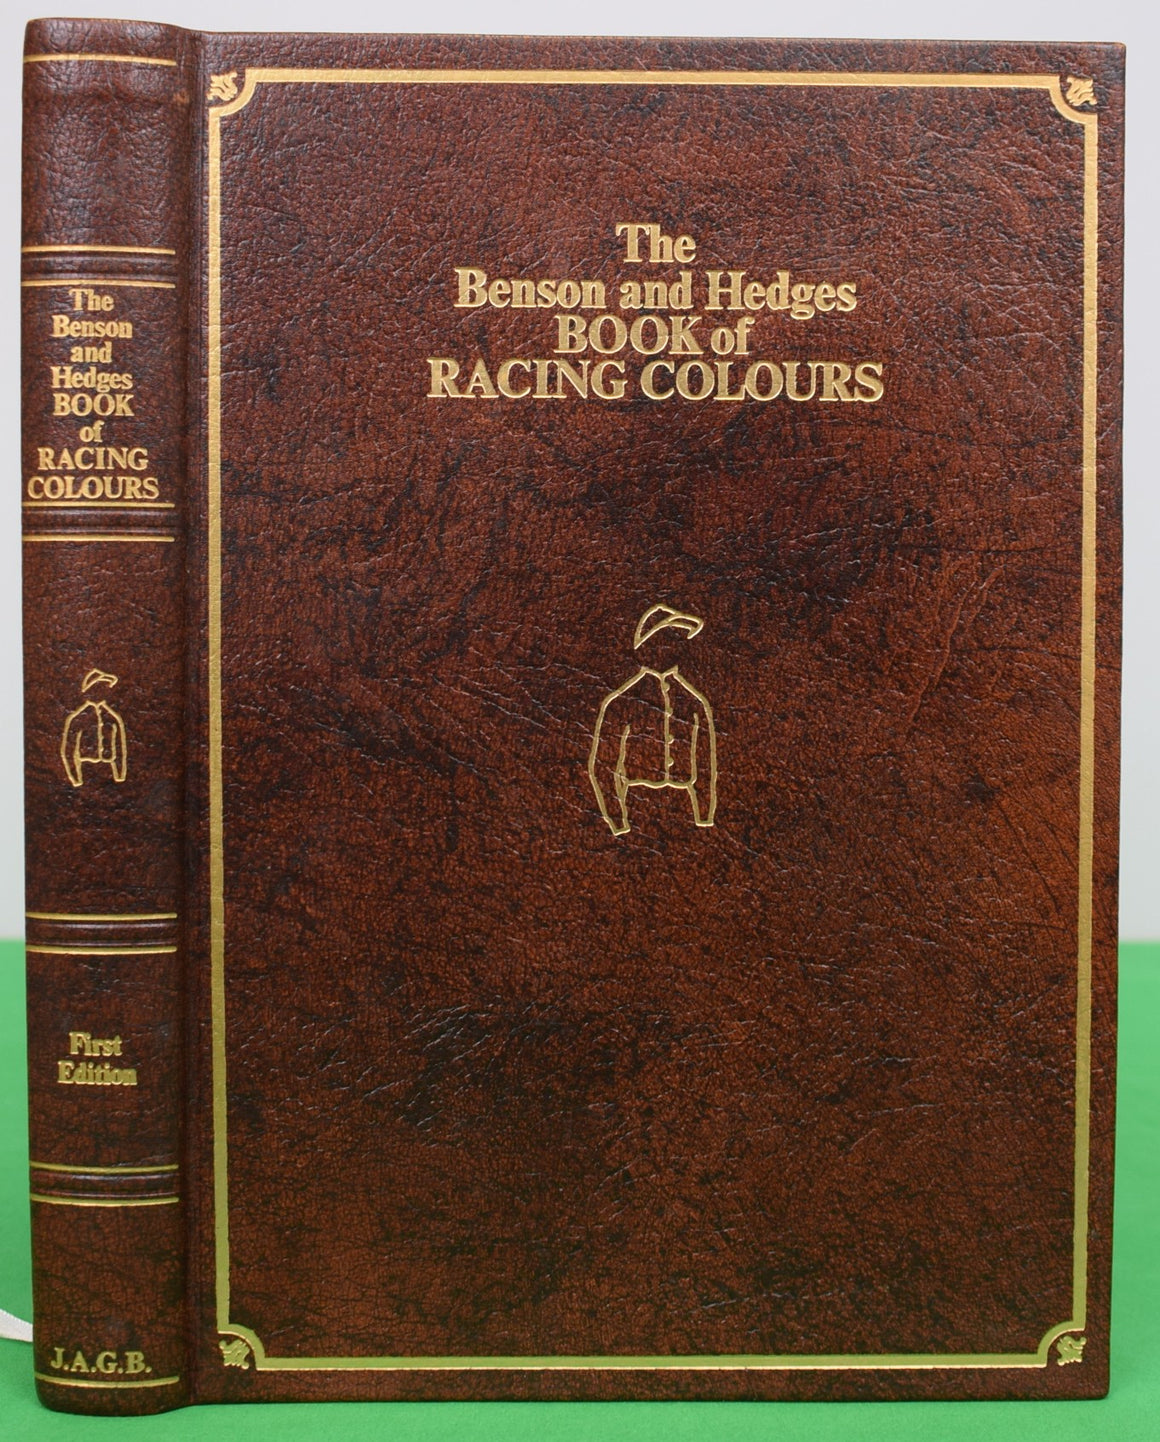 The
Benson
and
Hedges
BOOK
of
RACING
COLOURS
First
Edition
J.A.G.B.
The
Benson and Hedges
BOOK of
RACING COLOURS